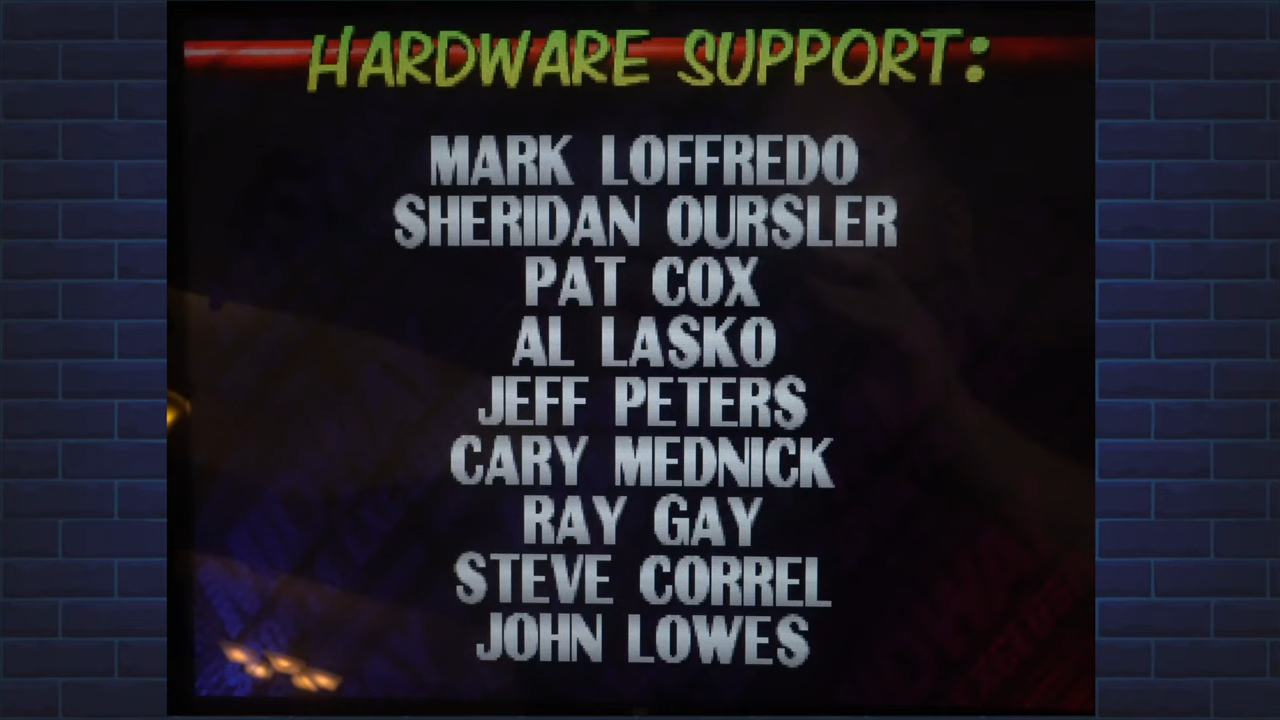 HARDWARE SUPPORT:
MARK LOFFREDO
SHERIDAN OURSLER
PAT COX
AL LASKO
JEFF PETERS
CARY MEDNICK
RAY GAY
STEVE CORREL
JOHN LOWES